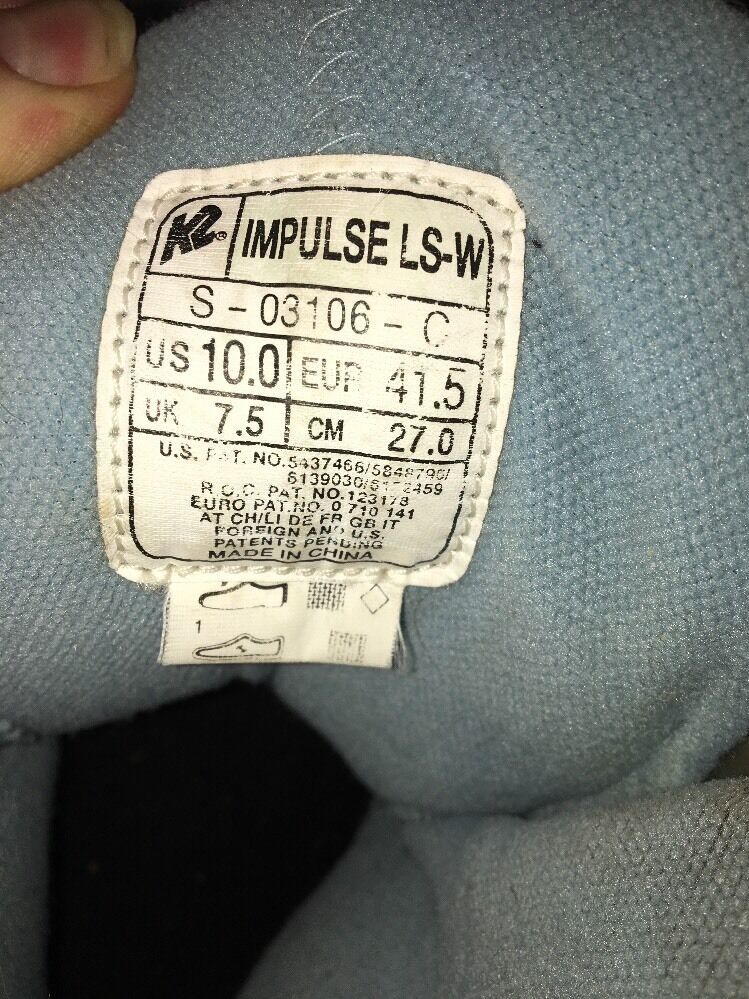 K2® IMPULSE LS-W
S - 03106 - C
US 10.0 EUR 41.5
UK 7.5 CM 27.0
U.S. PAT. NO.5437466/5848796/
6139030/
R.O.C. PAT. NO.123178
EURO PAT.NO. 0 710 141
AT CH/LI DE FR GB IT
FOREIGN AND U.S.
PATENTS PENDING
MADE IN CHINA
1